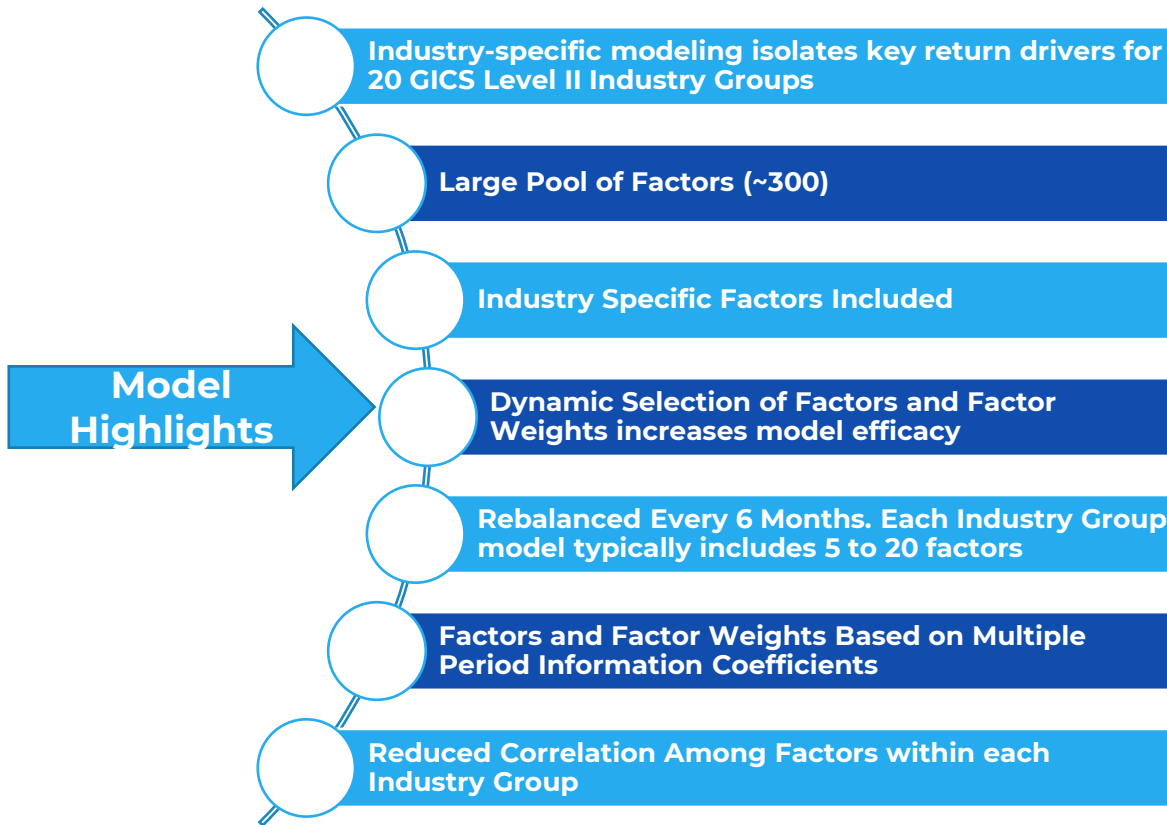 Industry-specific modeling isolates key return drivers for
20 GICS Level II Industry Groups
Large Pool of Factors (~300)
Industry Specific Factors Included
Model
Highlights
Dynamic Selection of Factors and Factor
Weights increases model efficacy
Rebalanced Every 6 Months. Each Industry Group
model typically includes 5 to 20 factors
Factors and Factor Weights Based on Multiple
Period Information Coefficients
Reduced Correlation Among Factors within each
Industry Group